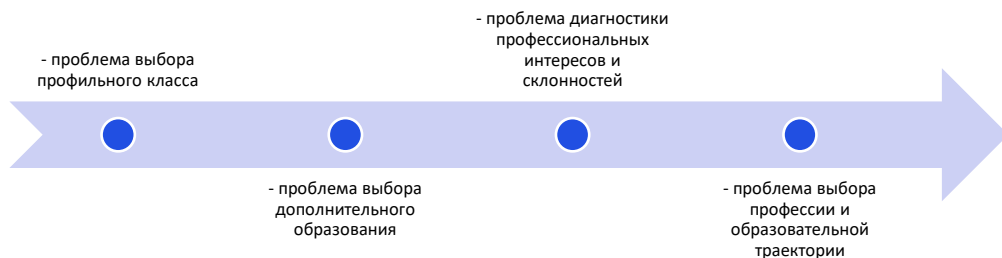 - проблема выбора
профильного класса
- проблема выбора
дополнительного
образования
- проблема диагностики
профессиональных
интересов и
склонностей
- проблема выбора
профессии и
образовательной
траектории